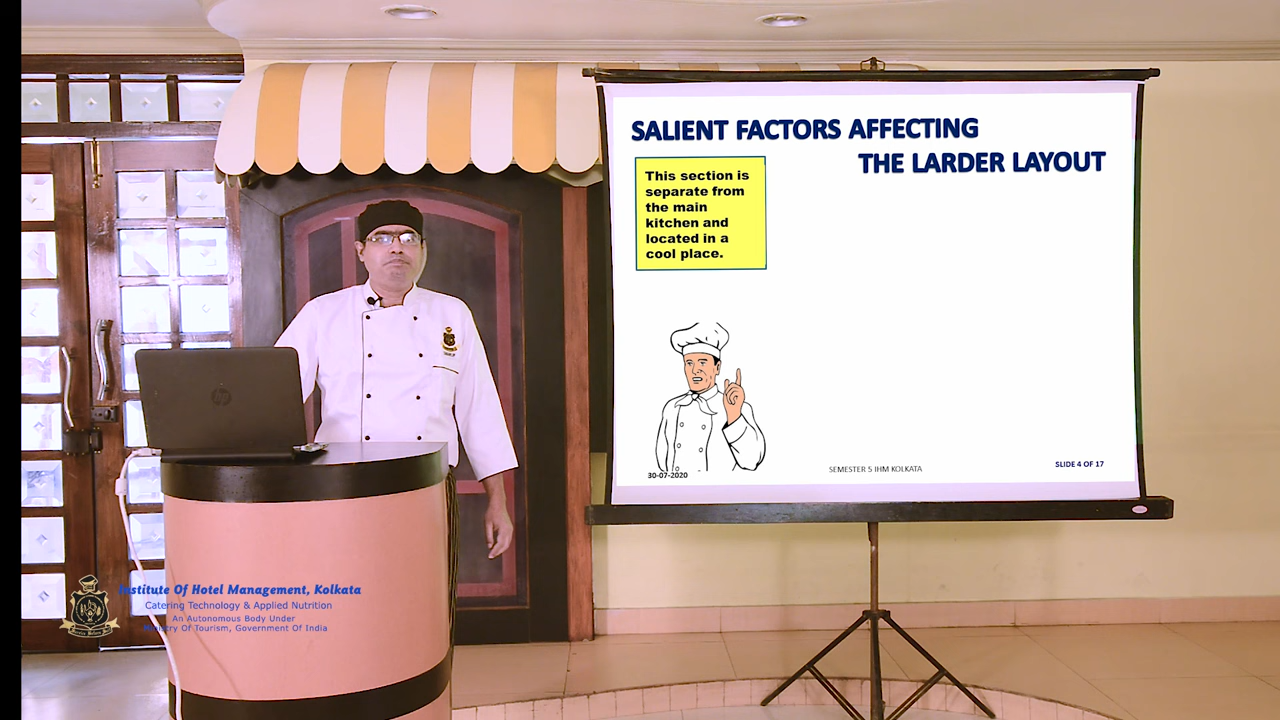 SALIENT FACTORS AFFECTING
THE LARDER LAYOUT
This section is
separate from
the main
kitchen and
located in a
cool place.
30-07-2020
SEMESTER 5 IHM KOLKATA
SLIDE 4 OF 17
hp
Institute Of Hotel Management, Kolkata
Catering Technology & Applied Nutrition
An Autonomous Body Under
Ministry Of Tourism, Government Of India